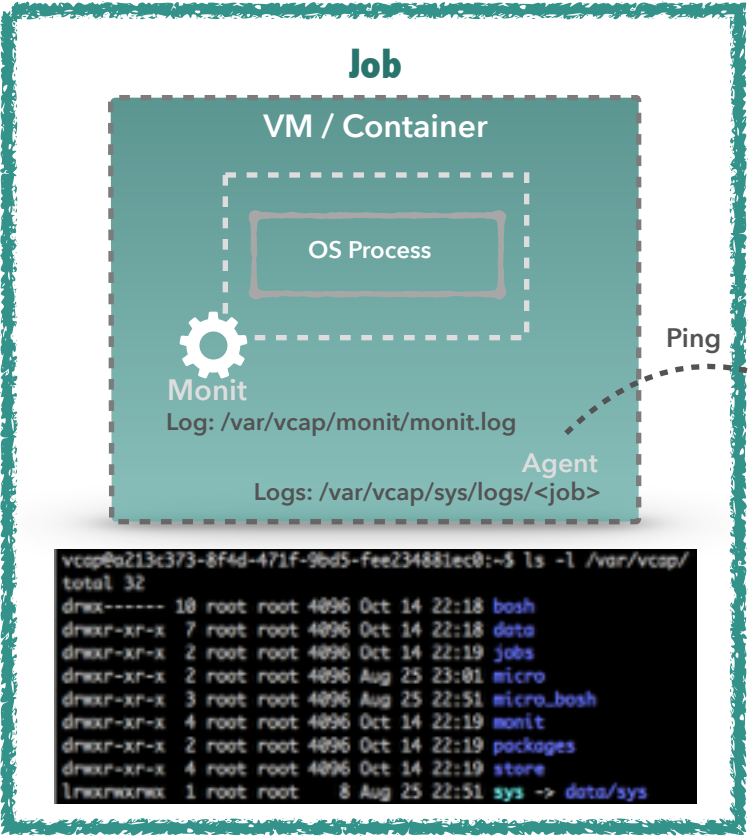 Job
VM / Container
OS Process
Ping
Monit
Log: /var/vcap/monit/monit.log
Agent
Logs: /var/vcap/sys/logs/<job>
vcap@a213c373-8f4d-471f-9bd5-fee234881ec0:~$ ls -l /var/vcap/
total 32
drwx------ 10 root root 4096 Oct 14 22:18 bosh
drwxr-xr-x  7 root root 4096 Oct 14 22:18 data
drwxr-xr-x  2 root root 4096 Oct 14 22:19 jobs
drwxr-xr-x  2 root root 4096 Aug 25 23:01 micro
drwxr-xr-x  3 root root 4096 Aug 25 22:51 micro_bosh
drwxr-xr-x  4 root root 4096 Oct 14 22:19 monit
drwxr-xr-x  2 root root 4096 Oct 14 22:19 packages
drwxr-xr-x  4 root root 4096 Oct 14 22:19 store
lrwxrwxrwx  1 root root    8 Aug 25 22:51 sys -> data/sys